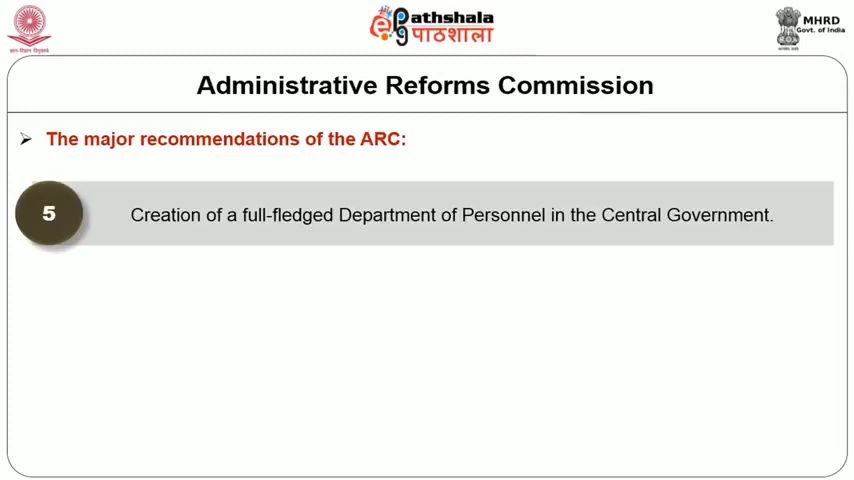 ePathshala
पाठशाला
MHRD
Govt. of India
Administrative Reforms Commission
The major recommendations of the ARC:
5
Creation of a full-fledged Department of Personnel in the Central Government.